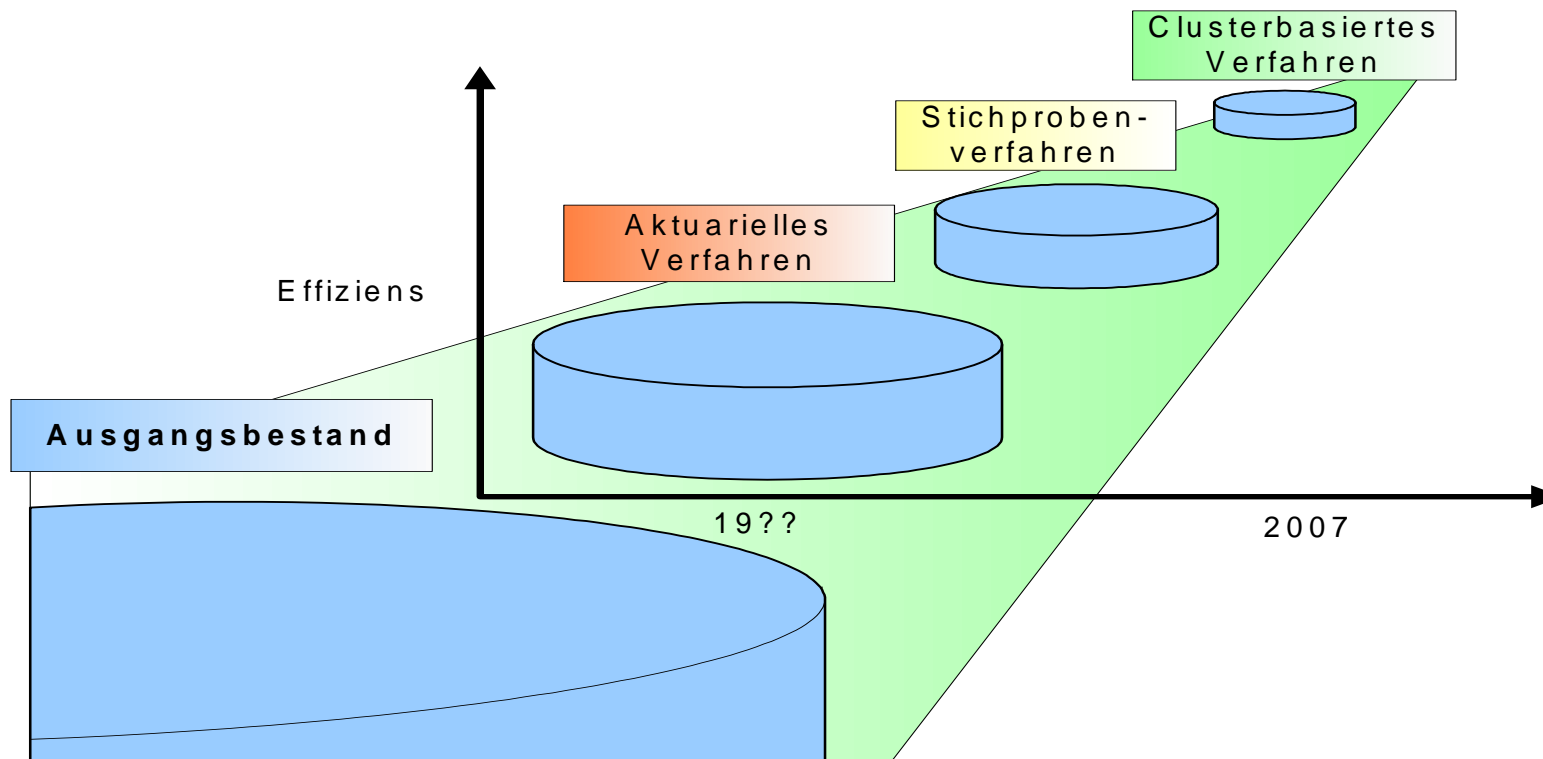 Clusterbasiertes
Verfahren
Stichproben-
verfahren
Aktuarielles
Verfahren
Effiziens
Ausgangsbestand
19??
2007